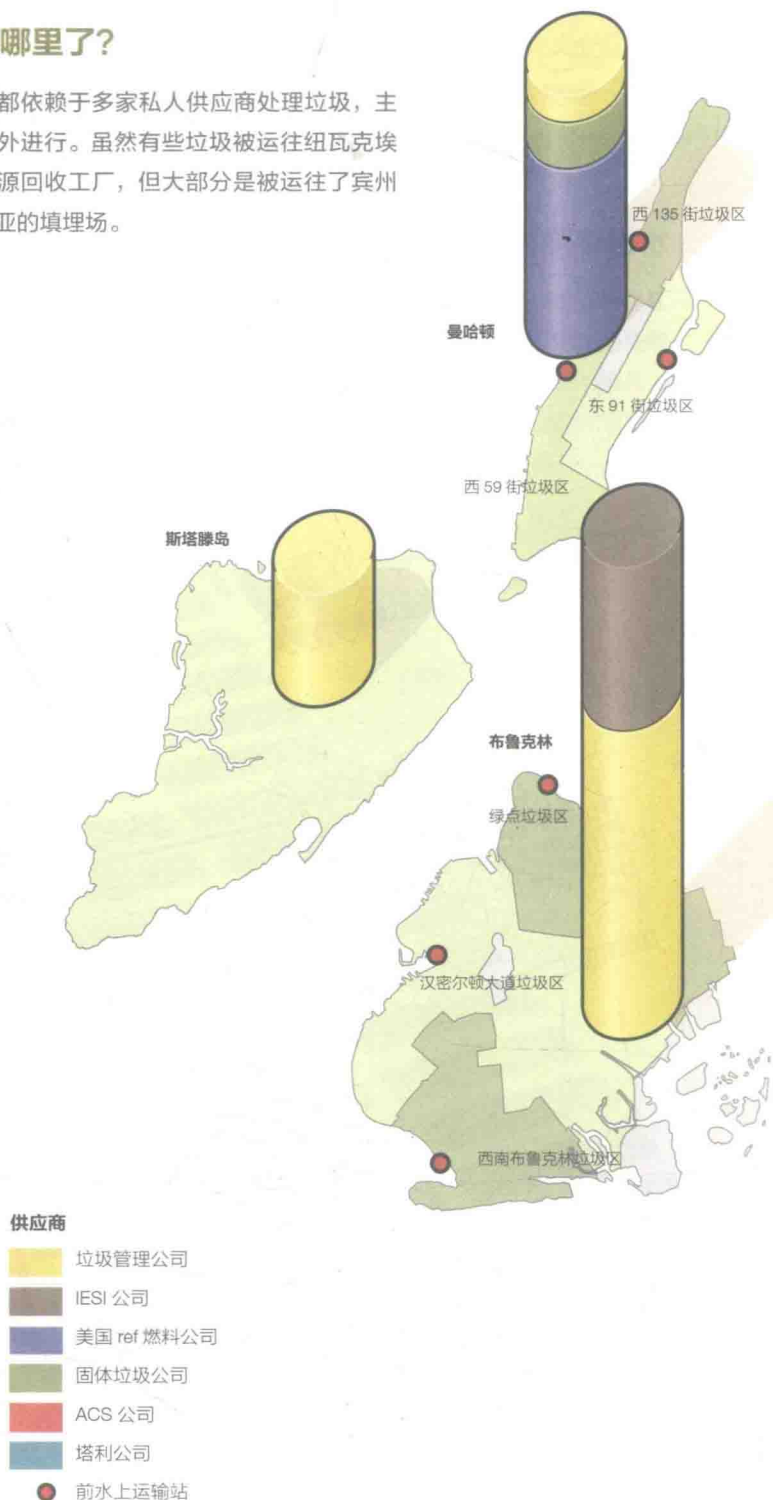 哪里了？
都依赖于多家私人供应商处理垃圾，主
外进行。虽然有些垃圾被运往纽瓦克埃
源回收工厂，但大部分是被运往了宾州
亚的填埋场。
西 135 街垃圾区
曼哈顿
东 91 街垃圾区
西 59 街垃圾区
斯塔滕岛
布鲁克林
绿点垃圾区
汉密尔顿大道垃圾区
西南布鲁克林垃圾区
供应商
垃圾管理公司
IESI 公司
美国 ref 燃料公司
固体垃圾公司
ACS 公司
塔利公司
前水上运输站